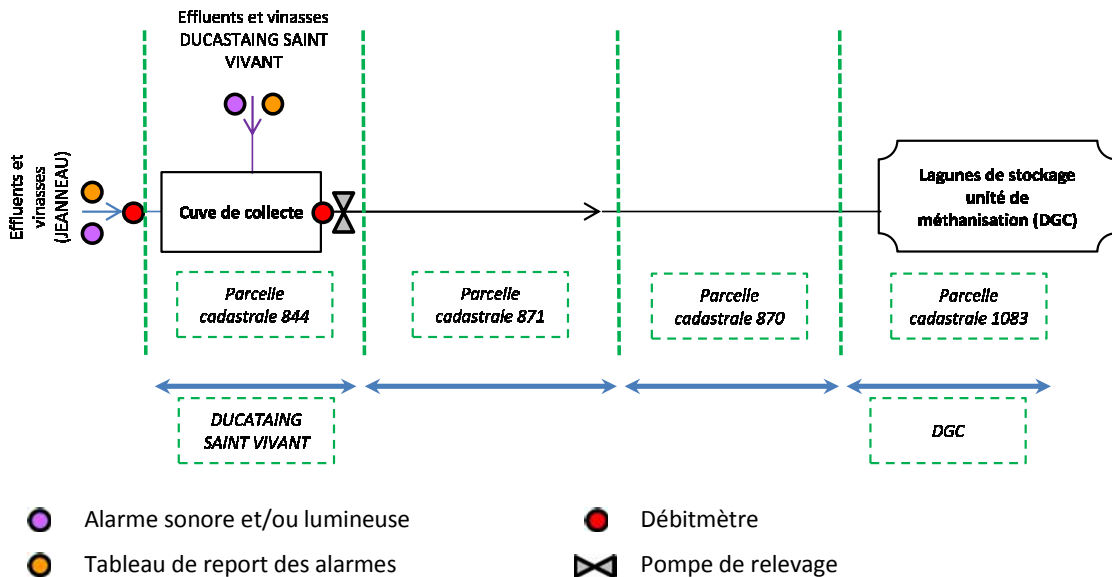 Effluents et vinasses
DUCASTAING SAINT
VIVANT
Effluents et
vinasses
(JEANNEAU)
Cuve de collecte
Lagunes de stockage
unité de
méthanisation (DGC)
Parcelle
cadastrale 844
Parcelle
cadastrale 871
Parcelle
cadastrale 870
Parcelle
cadastrale 1083
DUCATAING
SAINT VIVANT
DGC
Alarme sonore et/ou lumineuse
Débitmètre
Tableau de report des alarmes
Pompe de relevage